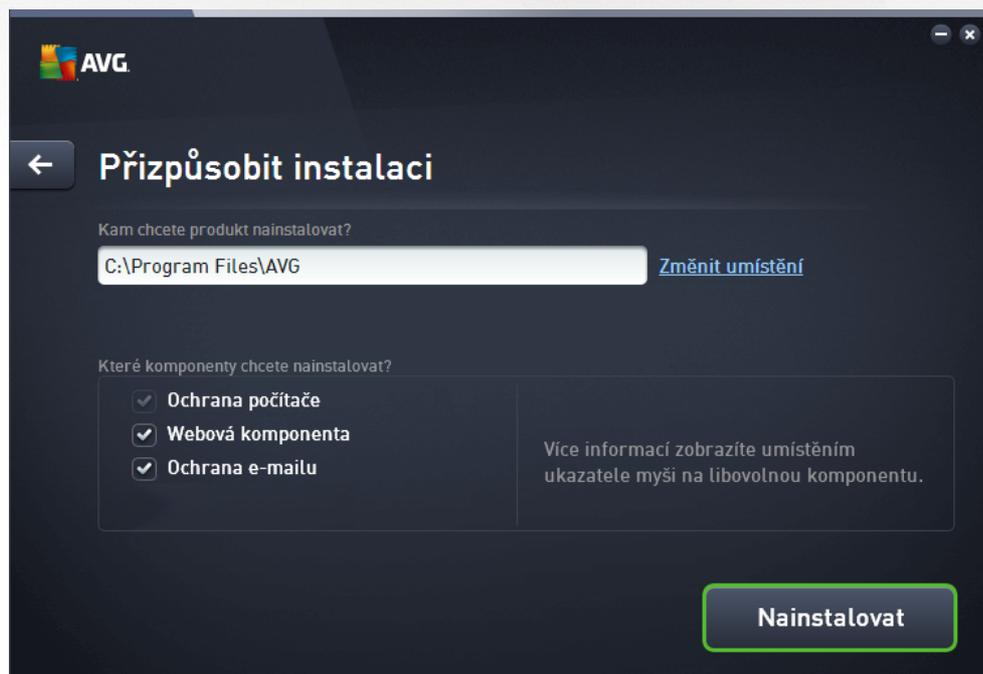 AVG.
Přizpůsobit instalaci
Kam chcete produkt nainstalovat?
C:\Program Files\AVG
Změnit umístění
Které komponenty chcete nainstalovat?
Ochrana počítače
Webová komponenta
Ochrana e-mailu
Více informací zobrazíte umístěním
ukazatele myši na libovolnou komponentu.
Nainstalovat